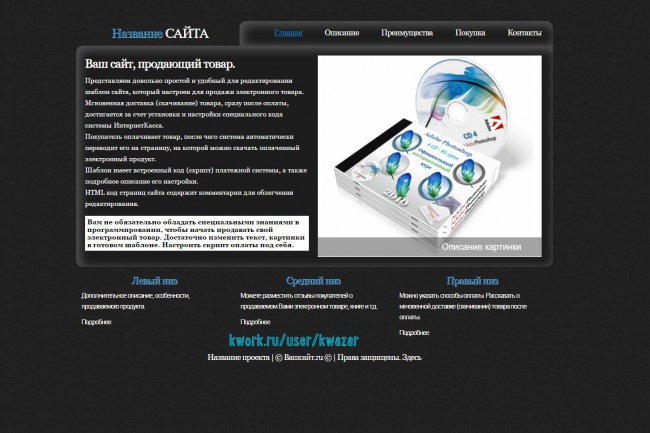 Название САЙТА
Главная Описание Преимущества Покупка Контакты
Ваш сайт, продающий товар.
Представляем довольно простой и удобный для редактирования
шаблон сайта, который настроен для продажи электронного товара.
Мгновенная доставка (скачивание) товара, сразу после оплаты,
достигается за счет установки и настройки специального кода
системы ИнтернетКасса.
Покупатель оплачивает товар, после чего система автоматически
переводит его на страницу, на которой можно скачать оплаченный
электронный продукт.
Шаблон имеет встроенный код (скрипт) платежной системы, а также
подробное описание его настройки.
HTML код страниц сайта содержит комментарии для облегчения
редактирования.
Вам не обязательно обладать специальными знаниями в
программировании, чтобы начать продавать свой
электронный товар. Достаточно изменить текст, картинки
в готовом шаблоне. Настроить скрипт оплаты под себя.
CD 4
Adobe
Photoshop
Adobe Photoshop
Официальный
курс
2010
Описание картинки
Левый низ
Дополнительное описание, особенности,
продаваемого продукта.
Подробнее
Средний низ
Можете разместить отзывы покупателей о
продаваемом Вами электронном товаре, книге и т.д.
Подробнее
Правый низ
Можно указать способы оплаты. Рассказать о
мгновенной доставке (скачивании) товара после
оплаты.
Подробнее
kwork.ru/user/kwazar
Название проекта | © Вашсайт.ru © | Права защищены. Здесь